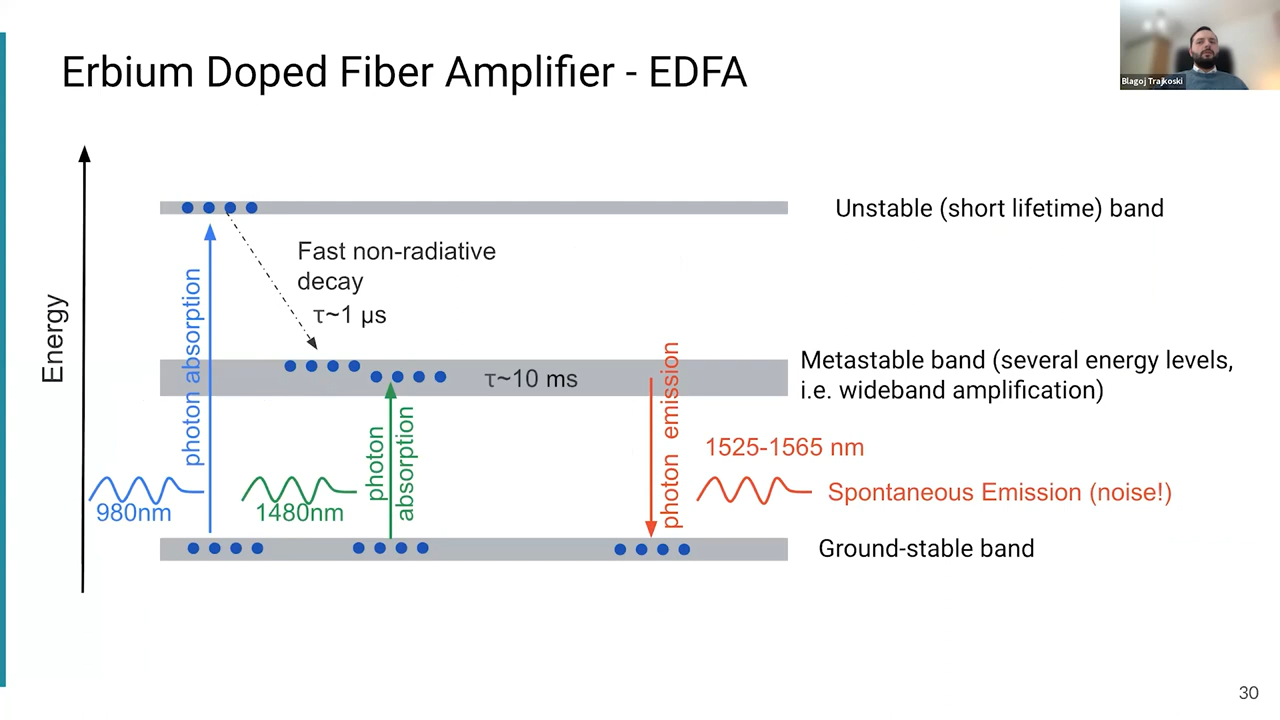 Erbium Doped Fiber Amplifier - EDFA
Blagoj Trajkoski
Energy
Unstable (short lifetime) band
Fast non-radiative
decay
τ~1 μs
photon absorption
Metastable band (several energy levels,
i.e. wideband amplification)
τ~10 ms
photon
absorption
photon emission
1525-1565 nm
Spontaneous Emission (noise!)
980nm
1480nm
Ground-stable band
30